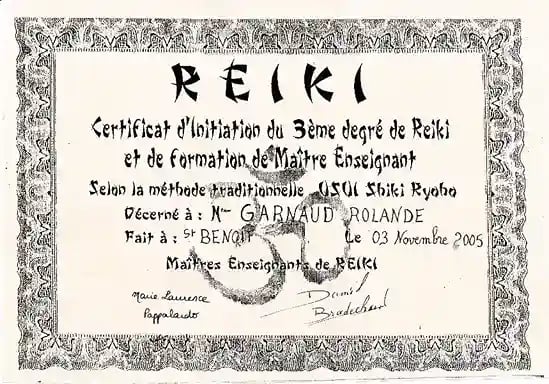 REIKI
Certificat d'Initiation du 3ème degré de Reiki
et de formation de Maître Enseignant
Selon la méthode traditionnelle USUI Shiki Ryoho
Décerné à : Mme GARNAUD ROLANDE
Fait à : St BENOIT, Le 03 Novembre 2005
Maîtres Enseignants de REIKI
Marie Laurence Daniel
Pappalardo